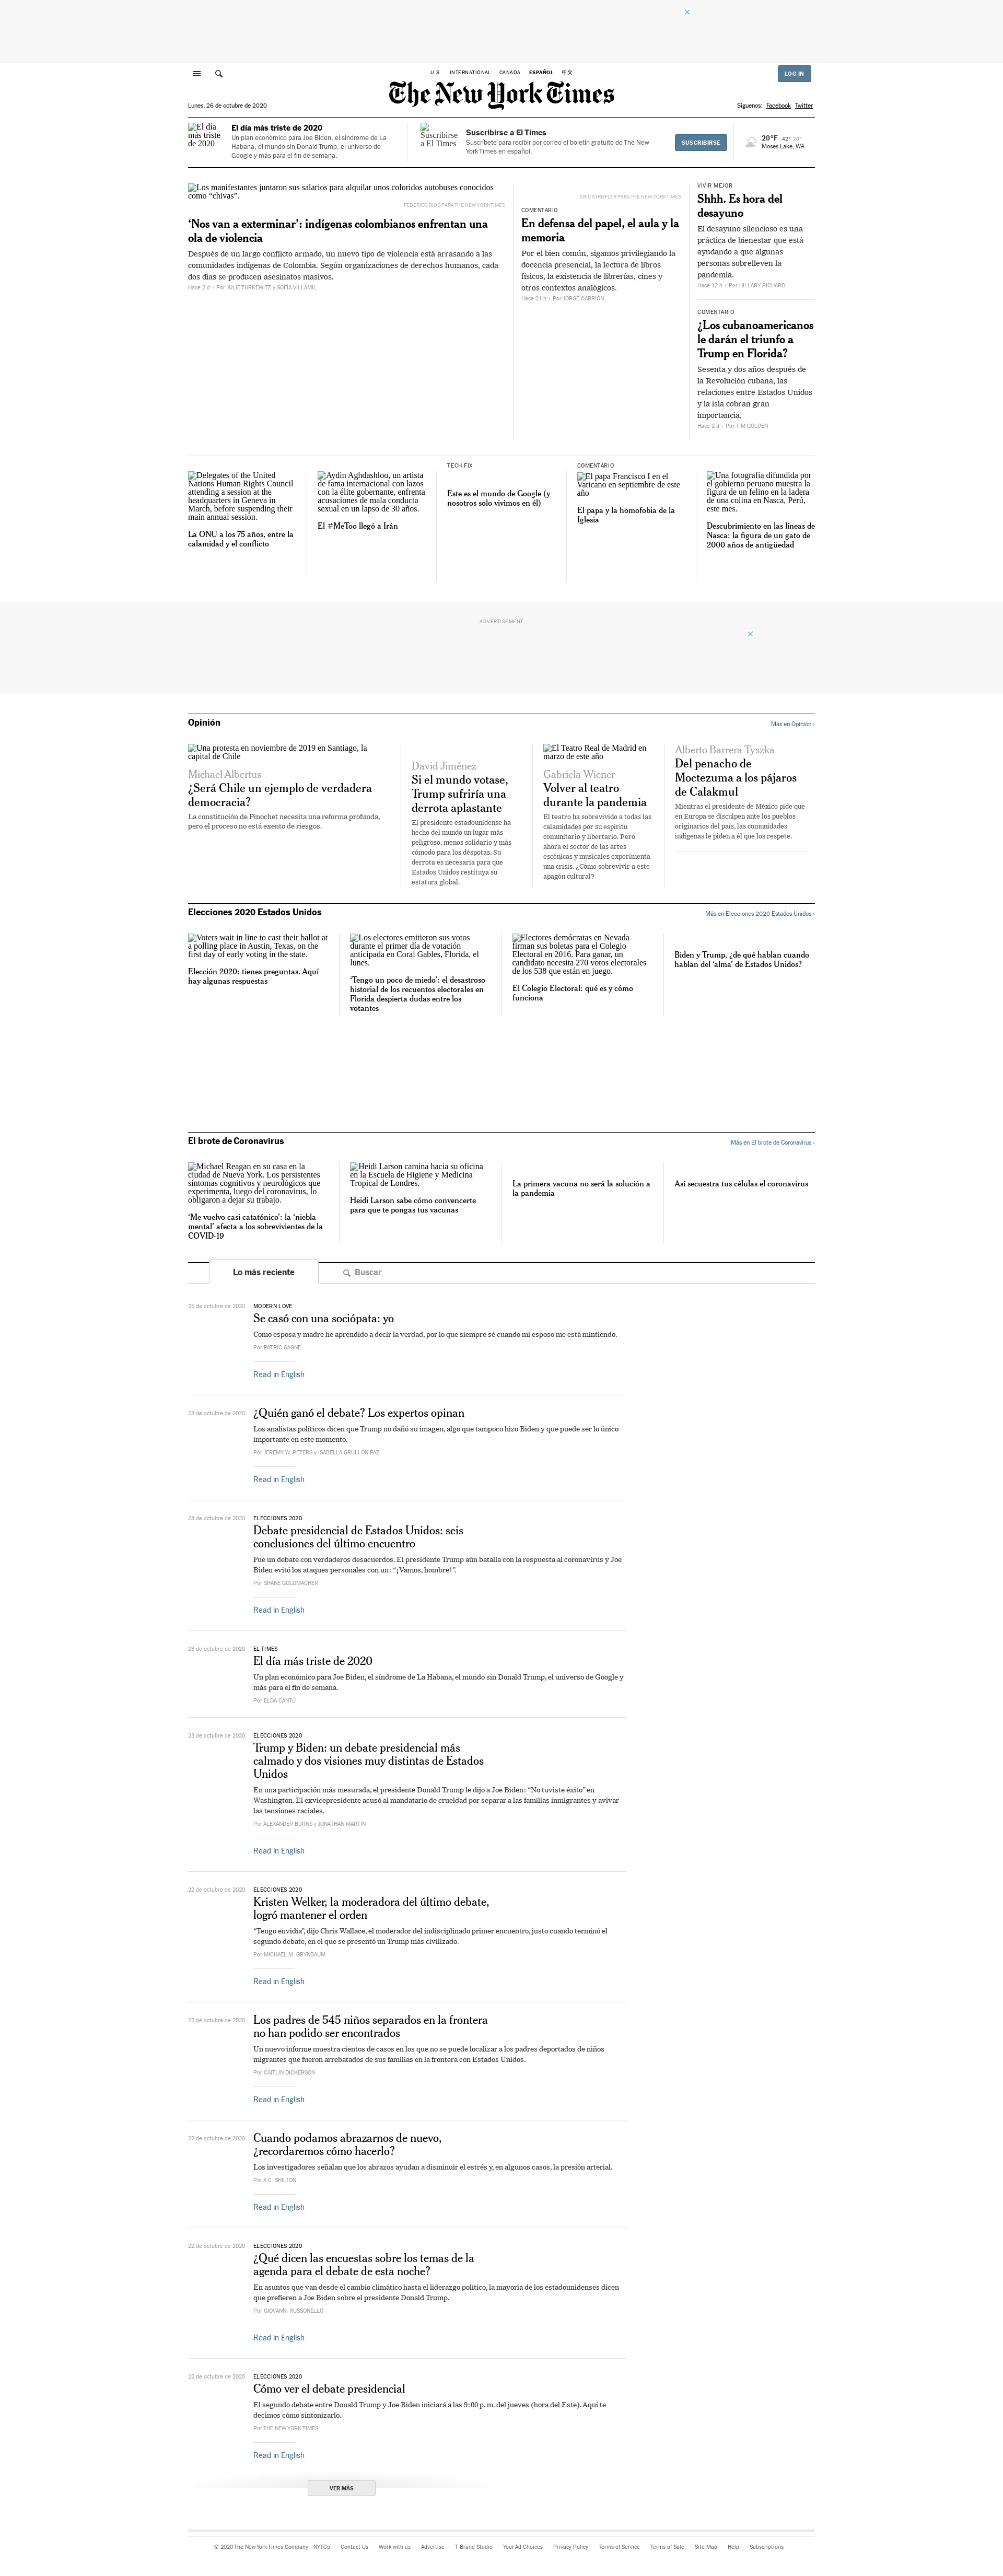 U.S. INTERNATIONAL CANADA ESPAÑOL 中文
LOG IN
The New York Times
Lunes, 26 de octubre de 2020
Síguenos: Facebook Twitter
El día
más triste
de 2020
El día más triste de 2020
Un plan económico para Joe Biden, el síndrome de La
Habana, el mundo sin Donald Trump, el universo de
Google y más para el fin de semana.
Suscribirse
a El Times
Suscribirse a El Times
Suscríbete para recibir por correo el boletín gratuito de The New
York Times en español.
SUSCRIBIRSE
20°F 42° 20°
Moses Lake, WA
Los manifestantes juntaron sus salarios para alquilar unos coloridos autobuses conocidos
como “chivas”.
FEDERICO RIOS PARA THE NEW YORK TIMES
‘Nos van a exterminar’: indígenas colombianos enfrentan una
ola de violencia
Después de un largo conflicto armado, un nuevo tipo de violencia está arrasando a las
comunidades indígenas de Colombia. Según organizaciones de derechos humanos, cada
dos días se producen asesinatos masivos.
Hace 2 d - Por JULIE TURKEWITZ y SOFÍA VILLAMIL
ERIC STRIFFLER PARA THE NEW YORK TIMES
COMENTARIO
En defensa del papel, el aula y la
memoria
Por el bien común, sigamos privilegiando la
docencia presencial, la lectura de libros
físicos, la existencia de librerías, cines y
otros contextos analógicos.
Hace 21 h - Por JORGE CARRIÓN
VIVIR MEJOR
Shhh. Es hora del
desayuno
El desayuno silencioso es una
práctica de bienestar que está
ayudando a que algunas
personas sobrelleven la
pandemia.
Hace 12 h - Por HILLARY RICHARD
COMENTARIO
¿Los cubanoamericanos
le darán el triunfo a
Trump en Florida?
Sesenta y dos años después de
la Revolución cubana, las
relaciones entre Estados Unidos
y la isla cobran gran
importancia.
Hace 2 d - Por TIM GOLDEN
Delegates of the United
Nations Human Rights Council
attending a session at the
headquarters in Geneva in
March, before suspending their
main annual session.
La ONU a los 75 años, entre la
calamidad y el conflicto
Aydin Aghdashloo, un artista
de fama internacional con lazos
con la élite gobernante, enfrenta
acusaciones de mala conducta
sexual en un lapso de 30 años.
El #MeToo llegó a Irán
TECH FIX
Este es el mundo de Google (y
nosotros solo vivimos en él)
COMENTARIO
El papa Francisco I en el
Vaticano en septiembre de este
año
El papa y la homofobia de la
Iglesia
Una fotografía difundida por
el gobierno peruano muestra la
figura de un felino en la ladera
de una colina en Nasca, Perú,
este mes.
Descubrimiento en las líneas de
Nasca: la figura de un gato de
2000 años de antigüedad
ADVERTISEMENT
Opinión
Más en Opinión ›
Una protesta en noviembre de 2019 en Santiago, la
capital de Chile
Michael Albertus
¿Será Chile un ejemplo de verdadera
democracia?
La constitución de Pinochet necesita una reforma profunda,
pero el proceso no está exento de riesgos.
David Jiménez
Si el mundo votase,
Trump sufriría una
derrota aplastante
El presidente estadounidense ha
hecho del mundo un lugar más
peligroso, menos solidario y más
cómodo para los déspotas. Su
derrota es necesaria para que
Estados Unidos restituya su
estatura global.
El Teatro Real de Madrid en
marzo de este año
Gabriela Wiener
Volver al teatro
durante la pandemia
El teatro ha sobrevivido a todas las
calamidades por su espíritu
comunitario y libertario. Pero
ahora el sector de las artes
escénicas y musicales experimenta
una crisis. ¿Cómo sobrevivir a este
apagón cultural?
Alberto Barrera Tyszka
Del penacho de
Moctezuma a los pájaros
de Calakmul
Mientras el presidente de México pide que
en Europa se disculpen ante los pueblos
originarios del país, las comunidades
indígenas le piden a él que los respete.
Elecciones 2020 Estados Unidos
Más en Elecciones 2020 Estados Unidos ›
Voters wait in line to cast their ballot at
a polling place in Austin, Texas, on the
first day of early voting in the state.
Elección 2020: tienes preguntas. Aquí
hay algunas respuestas
Los electores emitieron sus votos
durante el primer día de votación
anticipada en Coral Gables, Florida, el
lunes.
‘Tengo un poco de miedo’: el desastroso
historial de los recuentos electorales en
Florida despierta dudas entre los
votantes
Electores demócratas en Nevada
firman sus boletas para el Colegio
Electoral en 2016. Para ganar, un
candidato necesita 270 votos electorales
de los 538 que están en juego.
El Colegio Electoral: qué es y cómo
funciona
Biden y Trump, ¿de qué hablan cuando
hablan del ‘alma’ de Estados Unidos?
El brote de Coronavirus
Más en El brote de Coronavirus ›
Michael Reagan en su casa en la
ciudad de Nueva York. Los persistentes
síntomas cognitivos y neurológicos que
experimenta, luego del coronavirus, lo
obligaron a dejar su trabajo.
‘Me vuelvo casi catatónico’: la ‘niebla
mental’ afecta a los sobrevivientes de la
COVID-19
Heidi Larson camina hacia su oficina
en la Escuela de Higiene y Medicina
Tropical de Londres.
Heidi Larson sabe cómo convencerte
para que te pongas tus vacunas
La primera vacuna no será la solución a
la pandemia
Así secuestra tus células el coronavirus
Lo más reciente
Buscar
25 de octubre de 2020
MODERN LOVE
Se casó con una sociópata: yo
Como esposa y madre he aprendido a decir la verdad, por lo que siempre sé cuando mi esposo me está mintiendo.
Por PATRIC GAGNE
Read in English
23 de octubre de 2020
¿Quién ganó el debate? Los expertos opinan
Los analistas políticos dicen que Trump no dañó su imagen, algo que tampoco hizo Biden y que puede ser lo único
importante en este momento.
Por JEREMY W. PETERS y ISABELLA GRULLÓN PAZ
Read in English
23 de octubre de 2020
ELECCIONES 2020
Debate presidencial de Estados Unidos: seis
conclusiones del último encuentro
Fue un debate con verdaderos desacuerdos. El presidente Trump aún batalla con la respuesta al coronavirus y Joe
Biden evitó los ataques personales con un: “¡Vamos, hombre!”.
Por SHANE GOLDMACHER
Read in English
23 de octubre de 2020
EL TIMES
El día más triste de 2020
Un plan económico para Joe Biden, el síndrome de La Habana, el mundo sin Donald Trump, el universo de Google y
más para el fin de semana.
Por ELDA CANTÚ
23 de octubre de 2020
ELECCIONES 2020
Trump y Biden: un debate presidencial más
calmado y dos visiones muy distintas de Estados
Unidos
En una participación más mesurada, el presidente Donald Trump le dijo a Joe Biden: “No tuviste éxito” en
Washington. El exvicepresidente acusó al mandatario de crueldad por separar a las familias inmigrantes y avivar
las tensiones raciales.
Por ALEXANDER BURNS y JONATHAN MARTIN
Read in English
22 de octubre de 2020
ELECCIONES 2020
Kristen Welker, la moderadora del último debate,
logró mantener el orden
“Tengo envidia”, dijo Chris Wallace, el moderador del indisciplinado primer encuentro, justo cuando terminó el
segundo debate, en el que se presentó un Trump más civilizado.
Por MICHAEL M. GRYNBAUM
Read in English
22 de octubre de 2020
Los padres de 545 niños separados en la frontera
no han podido ser encontrados
Un nuevo informe muestra cientos de casos en los que no se puede localizar a los padres deportados de niños
migrantes que fueron arrebatados de sus familias en la frontera con Estados Unidos.
Por CAITLIN DICKERSON
Read in English
22 de octubre de 2020
Cuando podamos abrazarnos de nuevo,
¿recordaremos cómo hacerlo?
Los investigadores señalan que los abrazos ayudan a disminuir el estrés y, en algunos casos, la presión arterial.
Por A.C. SHILTON
Read in English
22 de octubre de 2020
ELECCIONES 2020
¿Qué dicen las encuestas sobre los temas de la
agenda para el debate de esta noche?
En asuntos que van desde el cambio climático hasta el liderazgo político, la mayoría de los estadounidenses dicen
que prefieren a Joe Biden sobre el presidente Donald Trump.
Por GIOVANNI RUSSONELLO
Read in English
22 de octubre de 2020
ELECCIONES 2020
Cómo ver el debate presidencial
El segundo debate entre Donald Trump y Joe Biden iniciará a las 9:00 p. m. del jueves (hora del Este). Aquí te
decimos cómo sintonizarlo.
Por THE NEW YORK TIMES
Read in English
VER MÁS
© 2020 The New York Times Company NYTCo Contact Us Work with us Advertise T Brand Studio Your Ad Choices Privacy Policy Terms of Service Terms of Sale Site Map Help Subscriptions